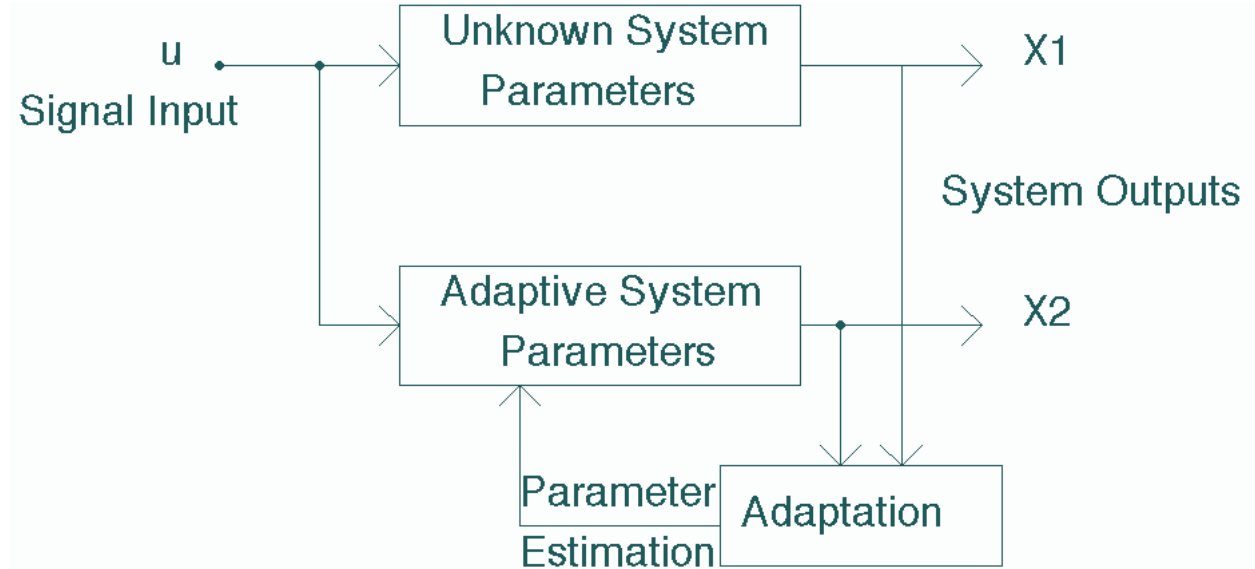 u
Signal Input
Unknown System
Parameters
X1
System Outputs
Adaptive System
Parameters
X2
Parameter
Estimation
Adaptation